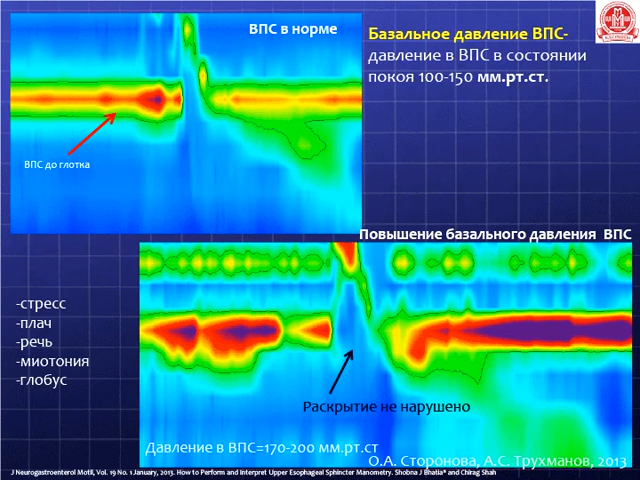 ВПС в норме
Базальное давление ВПС-
давление в ВПС в состоянии
покоя 100-150 мм.рт.ст.
ВПС до глотка
Повышение базального давления ВПС
-стресс
-плач
-речь
-миотония
-глобус
Раскрытие не нарушено
Давление в ВПС=170-200 мм.рт.ст
О.А. Сторонова, А.С. Трухманов, 2013
J Neurogastroenterol Motil, Vol. 19 No. 1 January, 2013. How to Perform and Interpret Upper Esophageal Sphincter Manometry. Shobna J Bhatia* and Chirag Shah